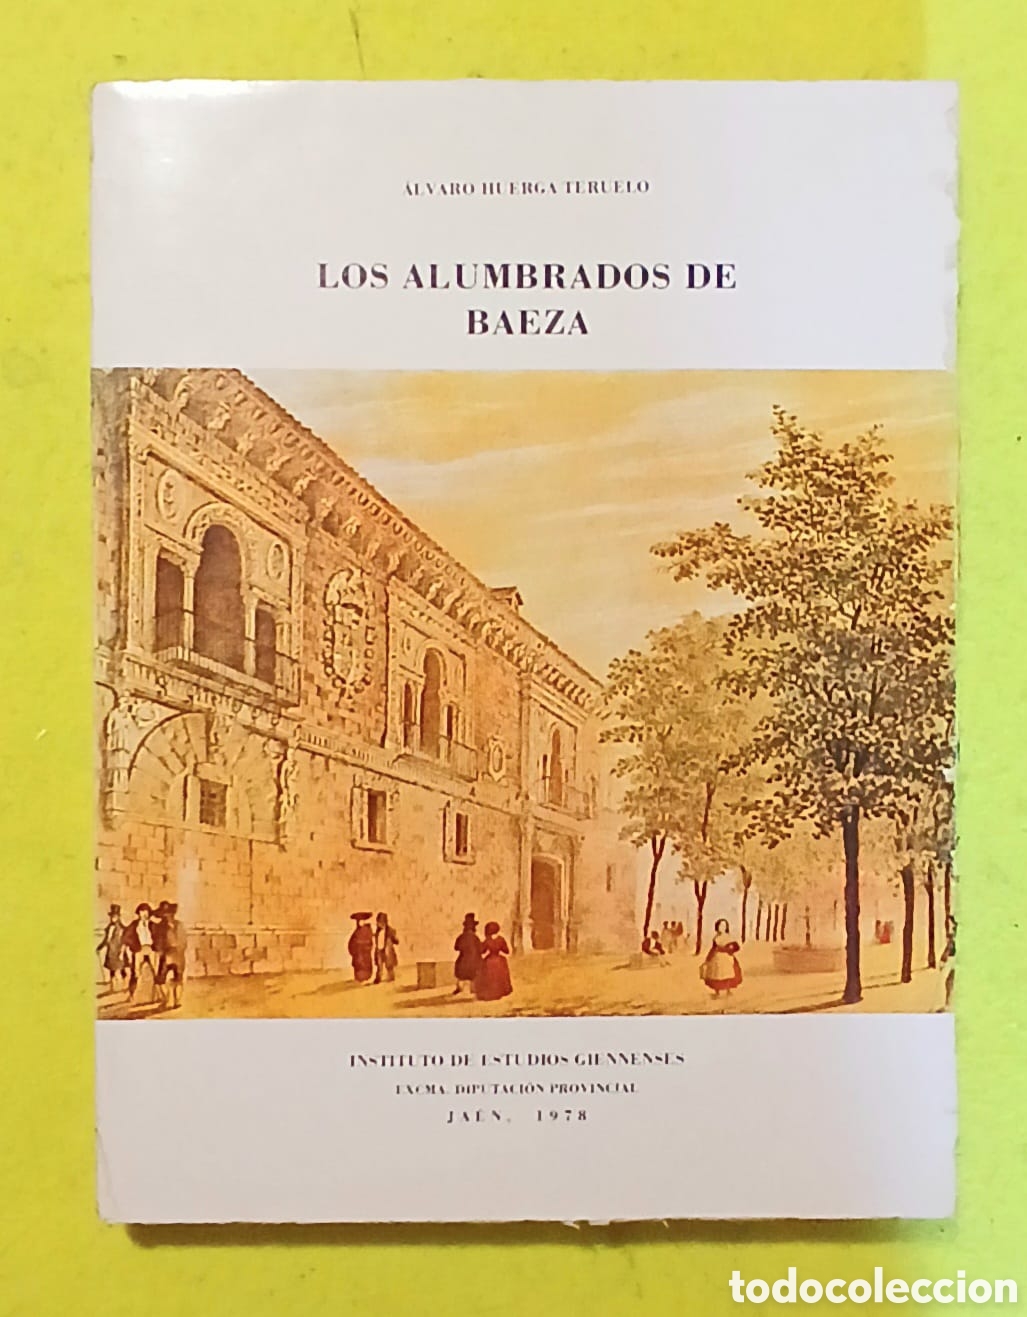 ÁLVARO HUERGA TERUELO
LOS ALUMBRADOS DE
BAEZA
INSTITUTO DE ESTUDIOS GIENNENSES
EXCMA. DIPUTACIÓN PROVINCIAL
JAÉN, 1978
todocoleccion